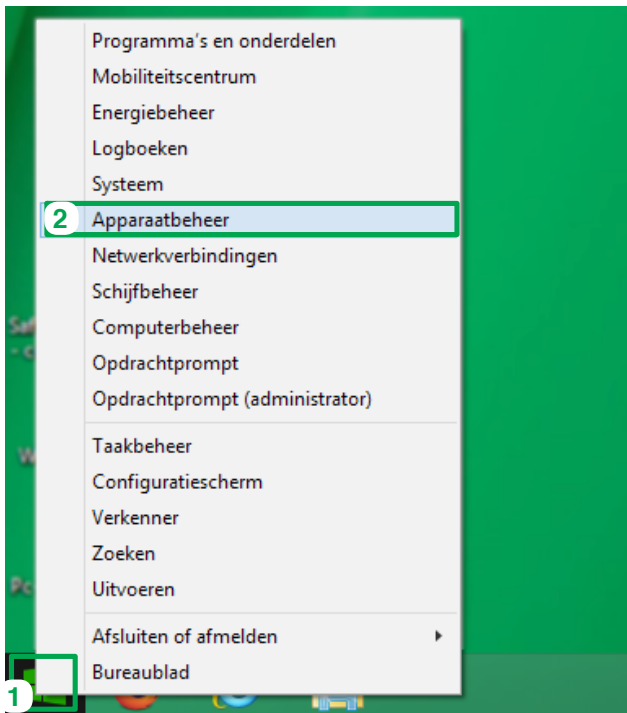 Programma's en onderdelen
Mobiliteitscentrum
Energiebeheer
Logboeken
Systeem
2 Apparaatbeheer
Netwerkverbindingen
Schijfbeheer
Computerbeheer
Opdrachtprompt
Opdrachtprompt (administrator)
Taakbeheer
Configuratiescherm
Verkenner
Zoeken
Uitvoeren
Afsluiten of afmelden
Bureaublad
1